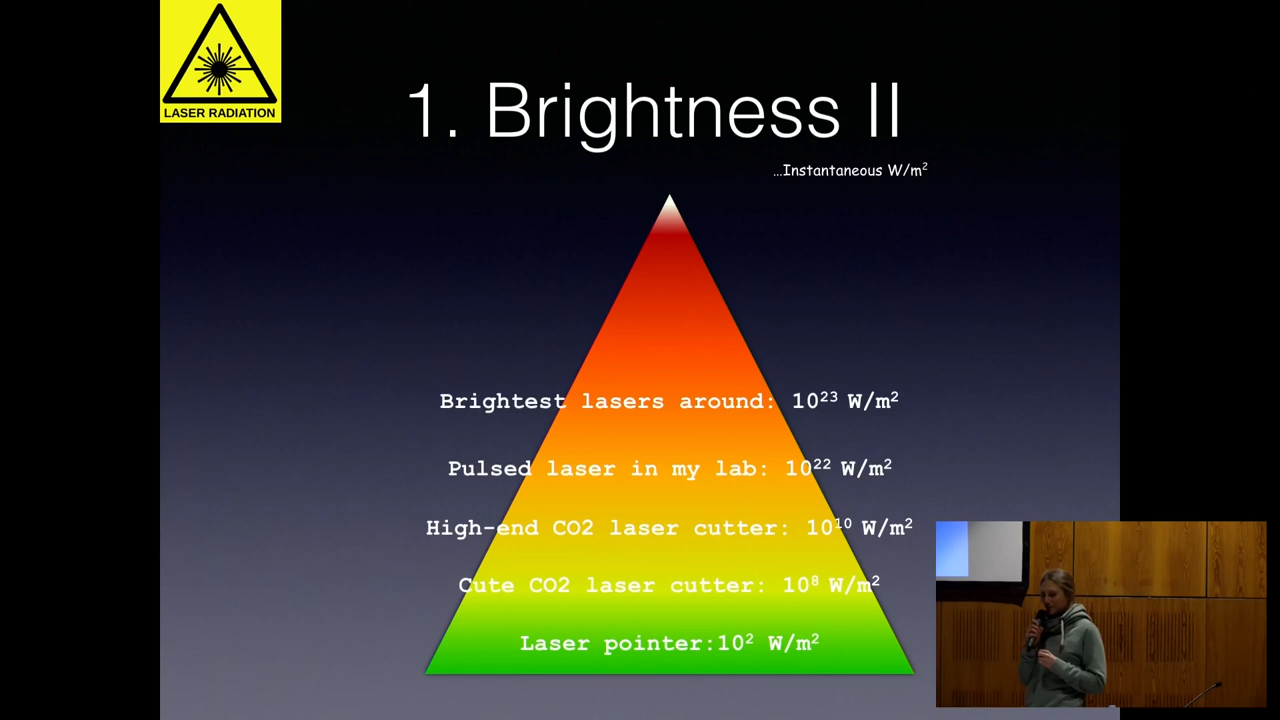 LASER RADIATION
1. Brightness II
...Instantaneous W/m²
Brightest lasers around: 10²³ W/m²
Pulsed laser in my lab: 10²² W/m²
High-end CO2 laser cutter: 10¹⁰ W/m²
Cute CO2 laser cutter: 10⁸ W/m²
Laser pointer:10² W/m²